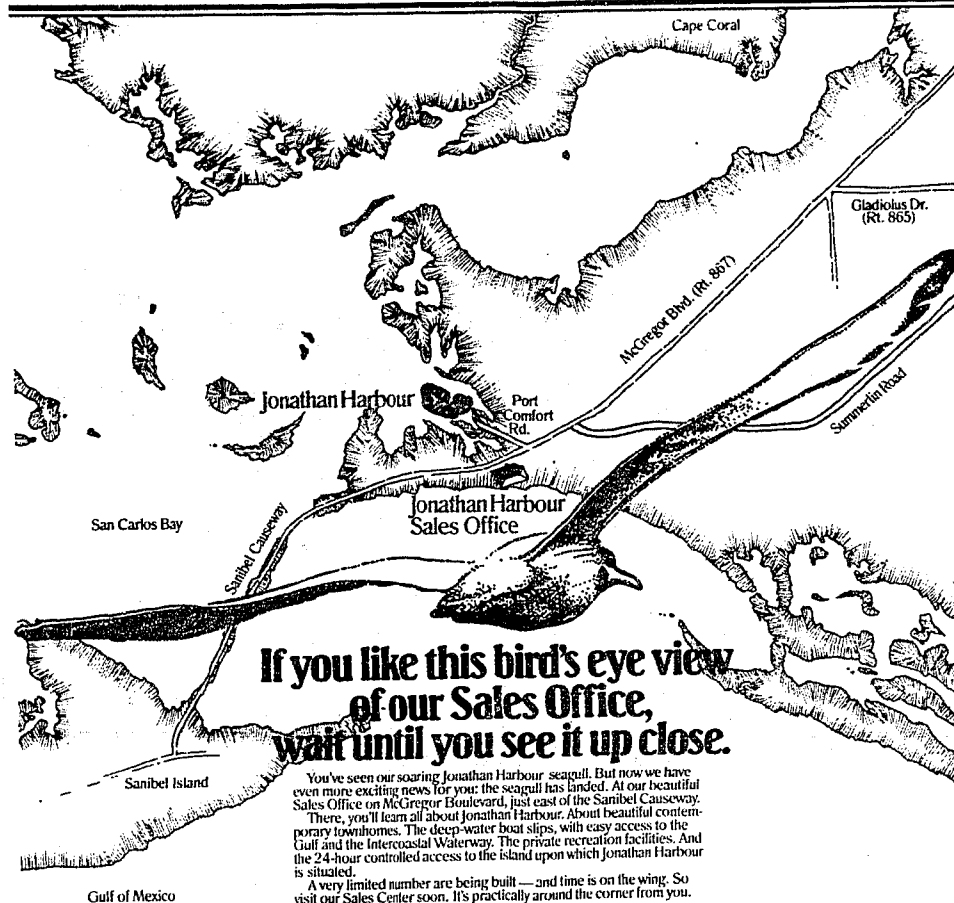 Cape Coral
Gladiolus Dr.
(Rt. 865)
McGregor Blvd. (Rt. 867)
Summerlin Road
Jonathan Harbour
Port
Comfort
Rd.
Jonathan Harbour
Sales Office
San Carlos Bay
Sanibel Causeway
If you like this bird's eye view
of our Sales Office,
wait until you see it up close.
Sanibel Island
You've seen our soaring Jonathan Harbour seagull. But now we have
even more exciting news for you: the seagull has landed. At our beautiful
Sales Office on McGregor Boulevard, just east of the Sanibel Causeway.
There, you'll learn all about Jonathan Harbour. About beautiful contem-
porary townhomes. The deep-water boat slips, with easy access to the
Gulf and the Intercoastal Waterway. The private recreation facilities. And
the 24-hour controlled access to the island upon which Jonathan Harbour
is situated.
A very limited number are being built — and time is on the wing. So
visit our Sales Center soon. It's practically around the corner from you.
Gulf of Mexico